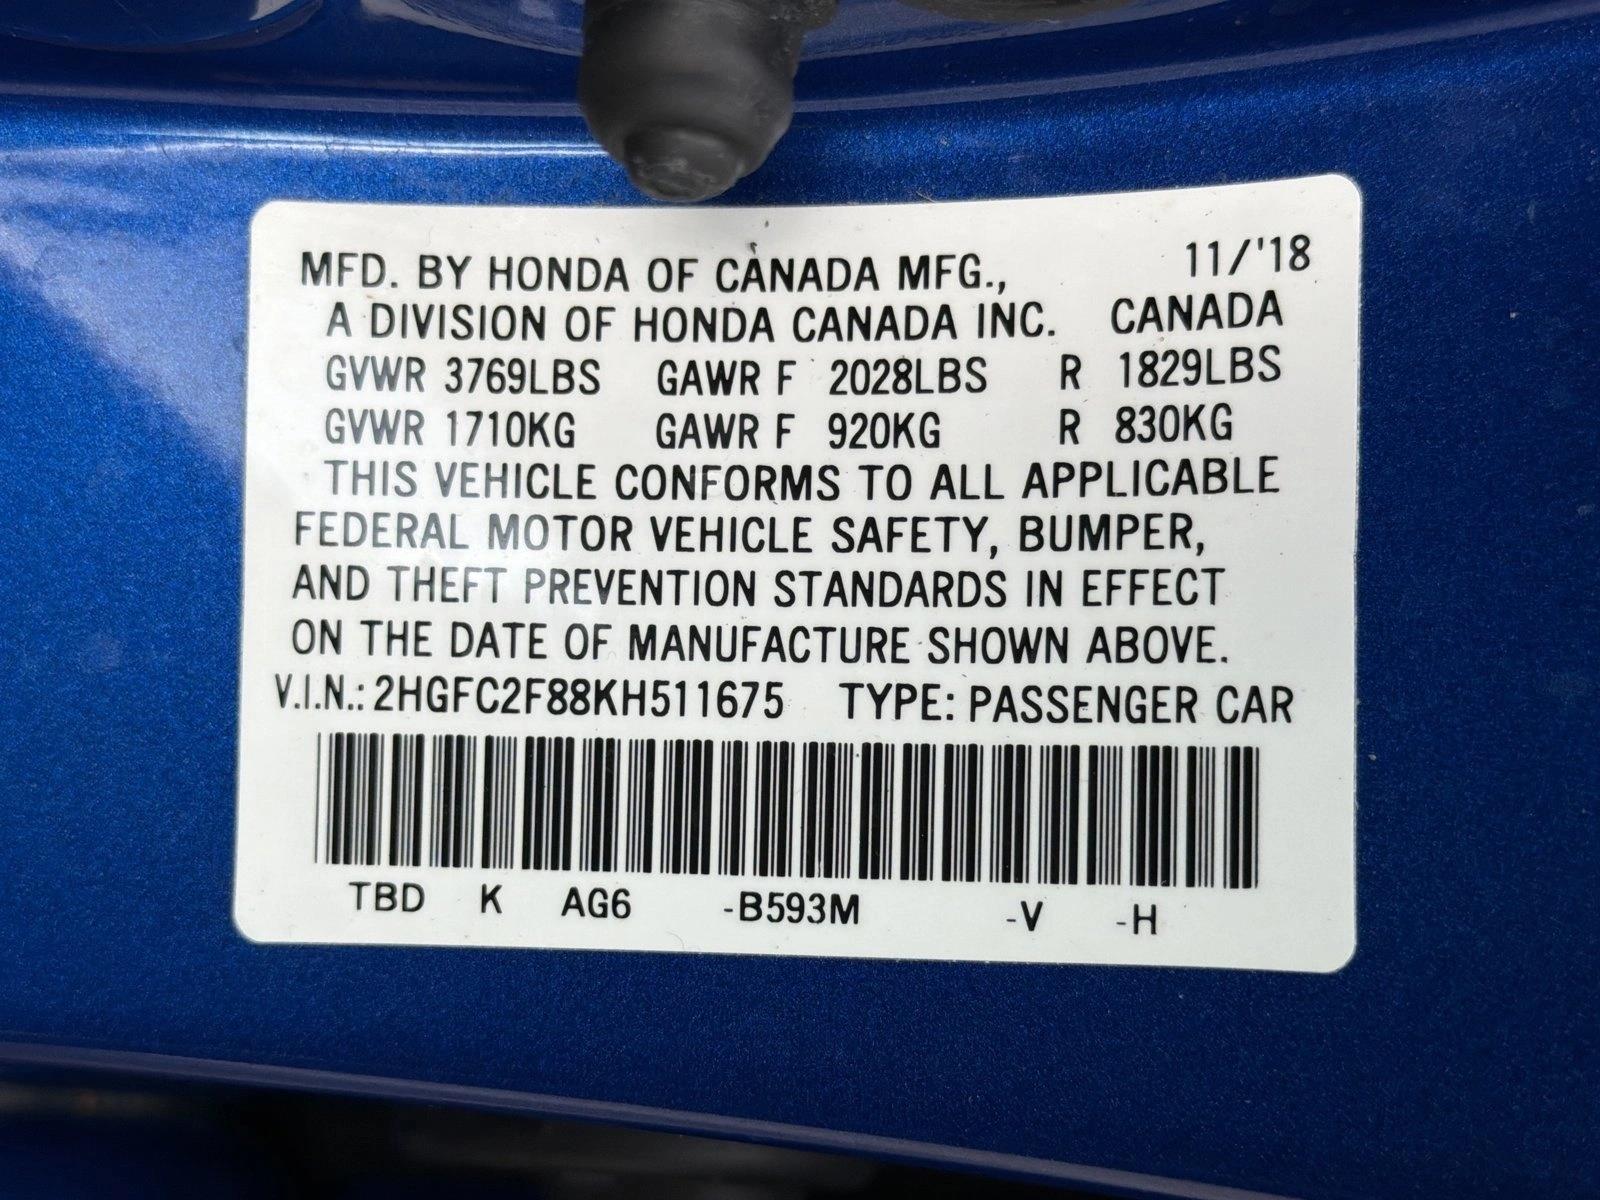 MFD. BY HONDA OF CANADA MFG., 11/'18
A DIVISION OF HONDA CANADA INC. CANADA
GVWR 3769LBS GAWR F 2028LBS R 1829LBS
GVWR 1710KG GAWR F 920KG R 830KG
THIS VEHICLE CONFORMS TO ALL APPLICABLE
FEDERAL MOTOR VEHICLE SAFETY, BUMPER,
AND THEFT PREVENTION STANDARDS IN EFFECT
ON THE DATE OF MANUFACTURE SHOWN ABOVE.
V.I.N.: 2HGFC2F88KH511675 TYPE: PASSENGER CAR
TBD K AG6 -B593M -V -H